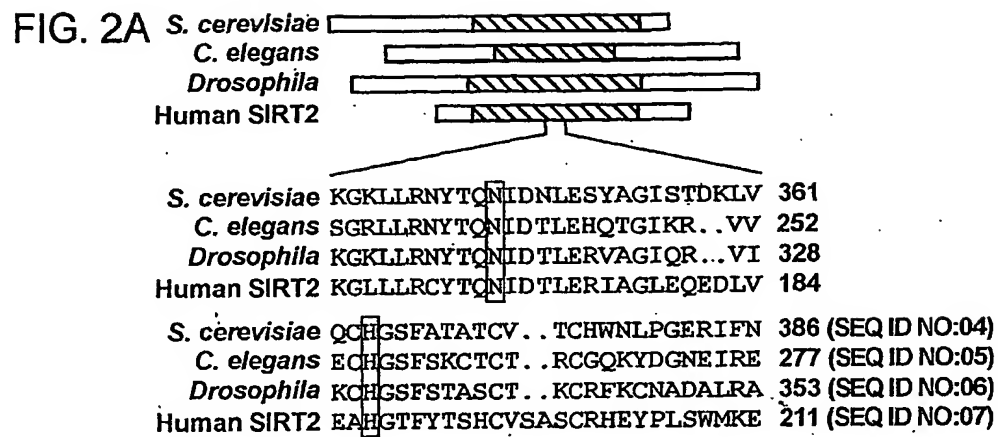 FIG. 2A
S. cerevisiae
C. elegans
Drosophila
Human SIRT2
S. cerevisiae KGKLLRNYTQNIDNLESYAGISTDKLV 361
C. elegans SGRLLRNYTQNIDTLEHQTGIKR..VV 252
Drosophila KGKLLRNYTQNIDTLERVAGIQR..VI 328
Human SIRT2 KGLLLRCYTQNIDTLERIAGLEQEDLV 184
S. cerevisiae QCHGSFATATCV..TCHWNLPGERIFN 386 (SEQ ID NO:04)
C. elegans ECHGSFSKCTCT..RCGQKYDGNEIRE 277 (SEQ ID NO:05)
Drosophila KCHGSFSTASCT..KCRFKCNADALRA 353 (SEQ ID NO:06)
Human SIRT2 EAHGTFYTSHCVSASCRHEYPLSWMKE 211 (SEQ ID NO:07)